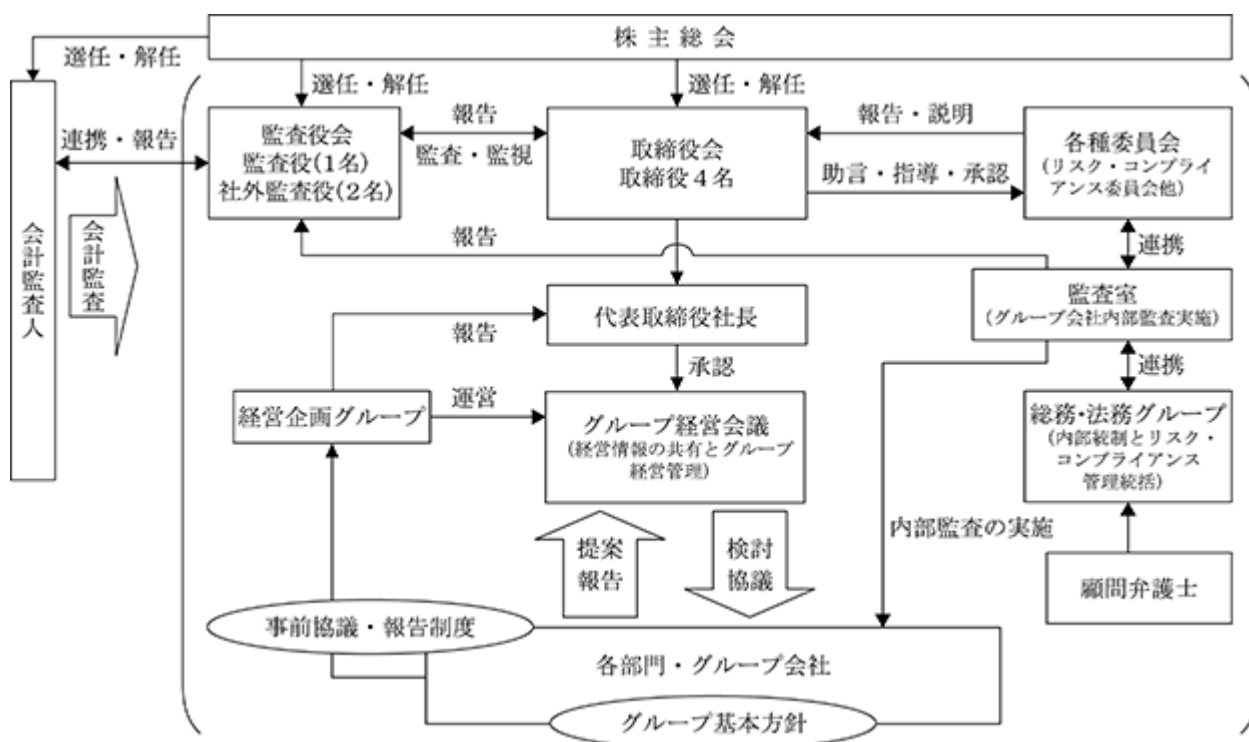 株主総会
選任・解任
選任・解任
選任・解任
連携・報告
監査役会
監査役(1名)
社外監査役(2名)
報告
監査・監視
取締役会
取締役4名
報告・説明
助言・指導・承認
各種委員会
(リスク・コンプライ
アンス委員会他)
会計監査人
会計監査
報告
連携
監査室
(グループ会社内部監査実施)
代表取締役社長
報告
承認
連携
経営企画グループ
運営
グループ経営会議
(経営情報の共有とグループ
経営管理)
総務・法務グループ
(内部統制とリスク・
コンプライアンス
管理統括)
提案
報告
検討
協議
内部監査の実施
顧問弁護士
事前協議・報告制度
各部門・グループ会社
グループ基本方針